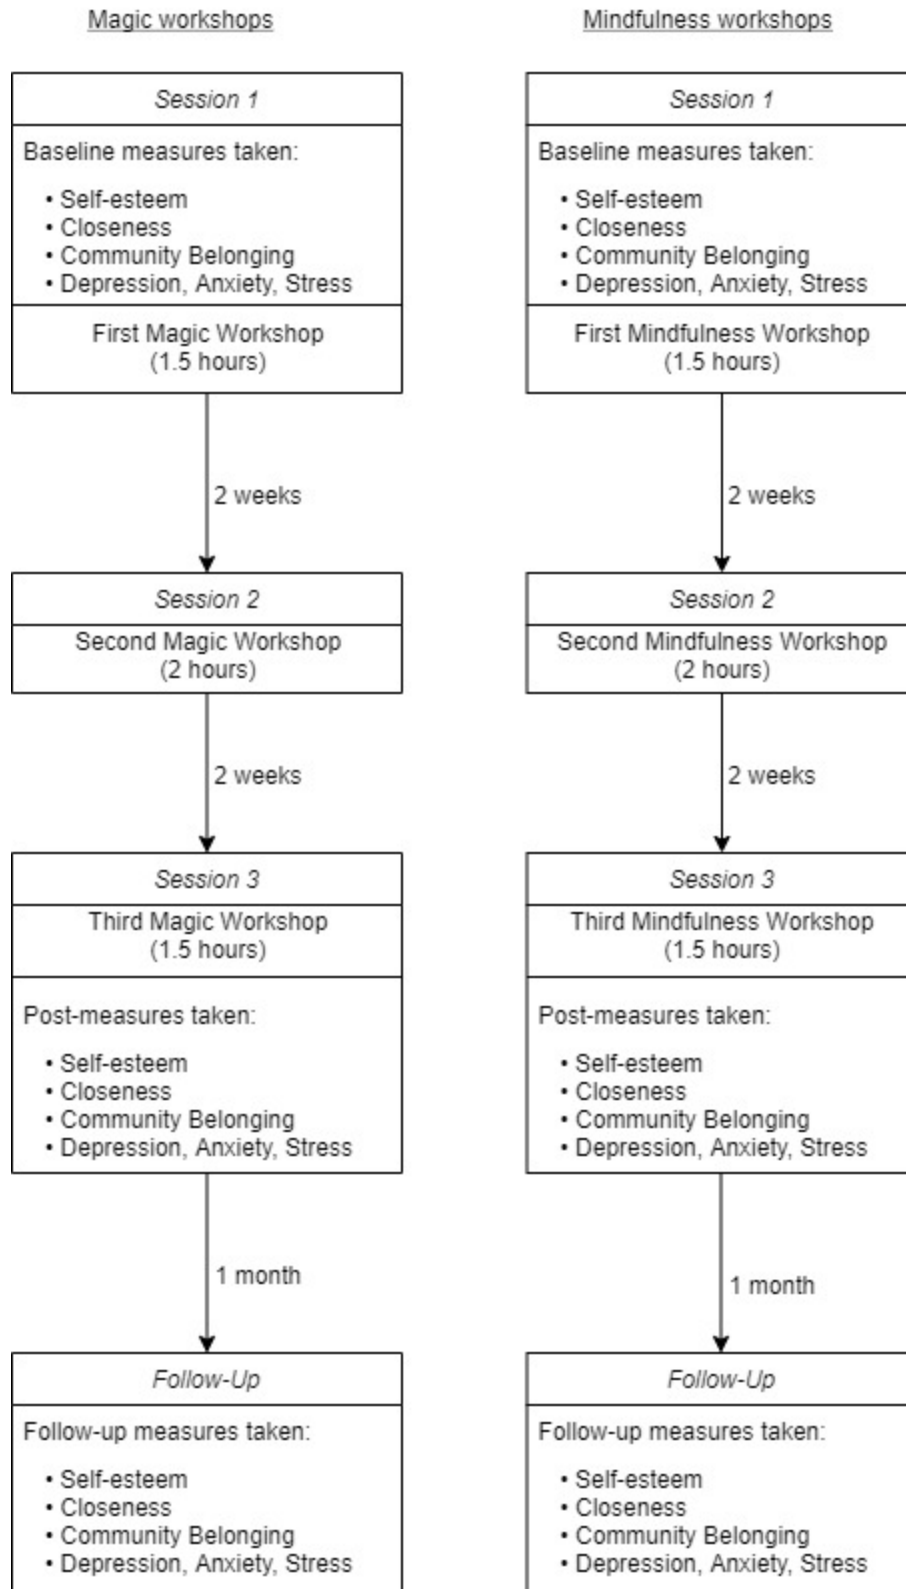 Magic workshops
Session 1
Baseline measures taken:
• Self-esteem
• Closeness
• Community Belonging
• Depression, Anxiety, Stress
First Magic Workshop
(1.5 hours)
2 weeks
Session 2
Second Magic Workshop
(2 hours)
2 weeks
Session 3
Third Magic Workshop
(1.5 hours)
Post-measures taken:
• Self-esteem
• Closeness
• Community Belonging
• Depression, Anxiety, Stress
1 month
Follow-Up
Follow-up measures taken:
• Self-esteem
• Closeness
• Community Belonging
• Depression, Anxiety, Stress
Mindfulness workshops
Session 1
Baseline measures taken:
• Self-esteem
• Closeness
• Community Belonging
• Depression, Anxiety, Stress
First Mindfulness Workshop
(1.5 hours)
2 weeks
Session 2
Second Mindfulness Workshop
(2 hours)
2 weeks
Session 3
Third Mindfulness Workshop
(1.5 hours)
Post-measures taken:
• Self-esteem
• Closeness
• Community Belonging
• Depression, Anxiety, Stress
1 month
Follow-Up
Follow-up measures taken:
• Self-esteem
• Closeness
• Community Belonging
• Depression, Anxiety, Stress